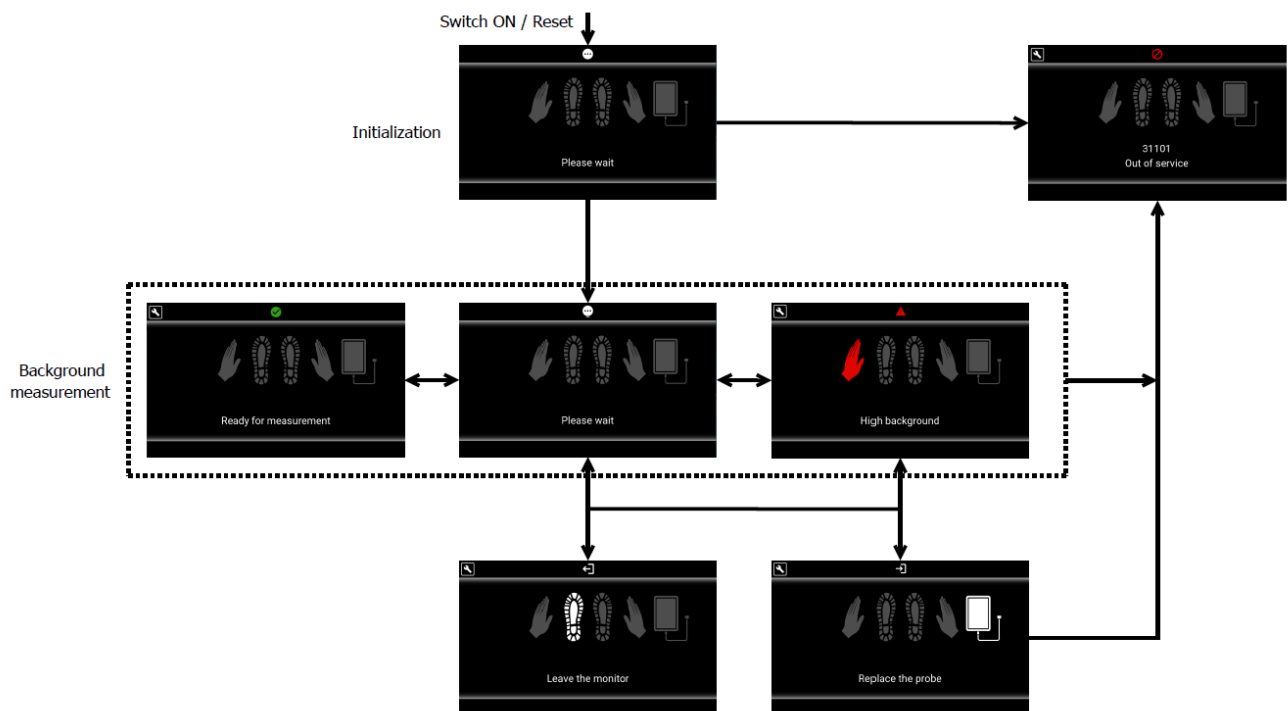 Switch ON / Reset
Initialization
Please wait
31101
Out of service
Background
measurement
Ready for measurement
Please wait
High background
Leave the monitor
Replace the probe